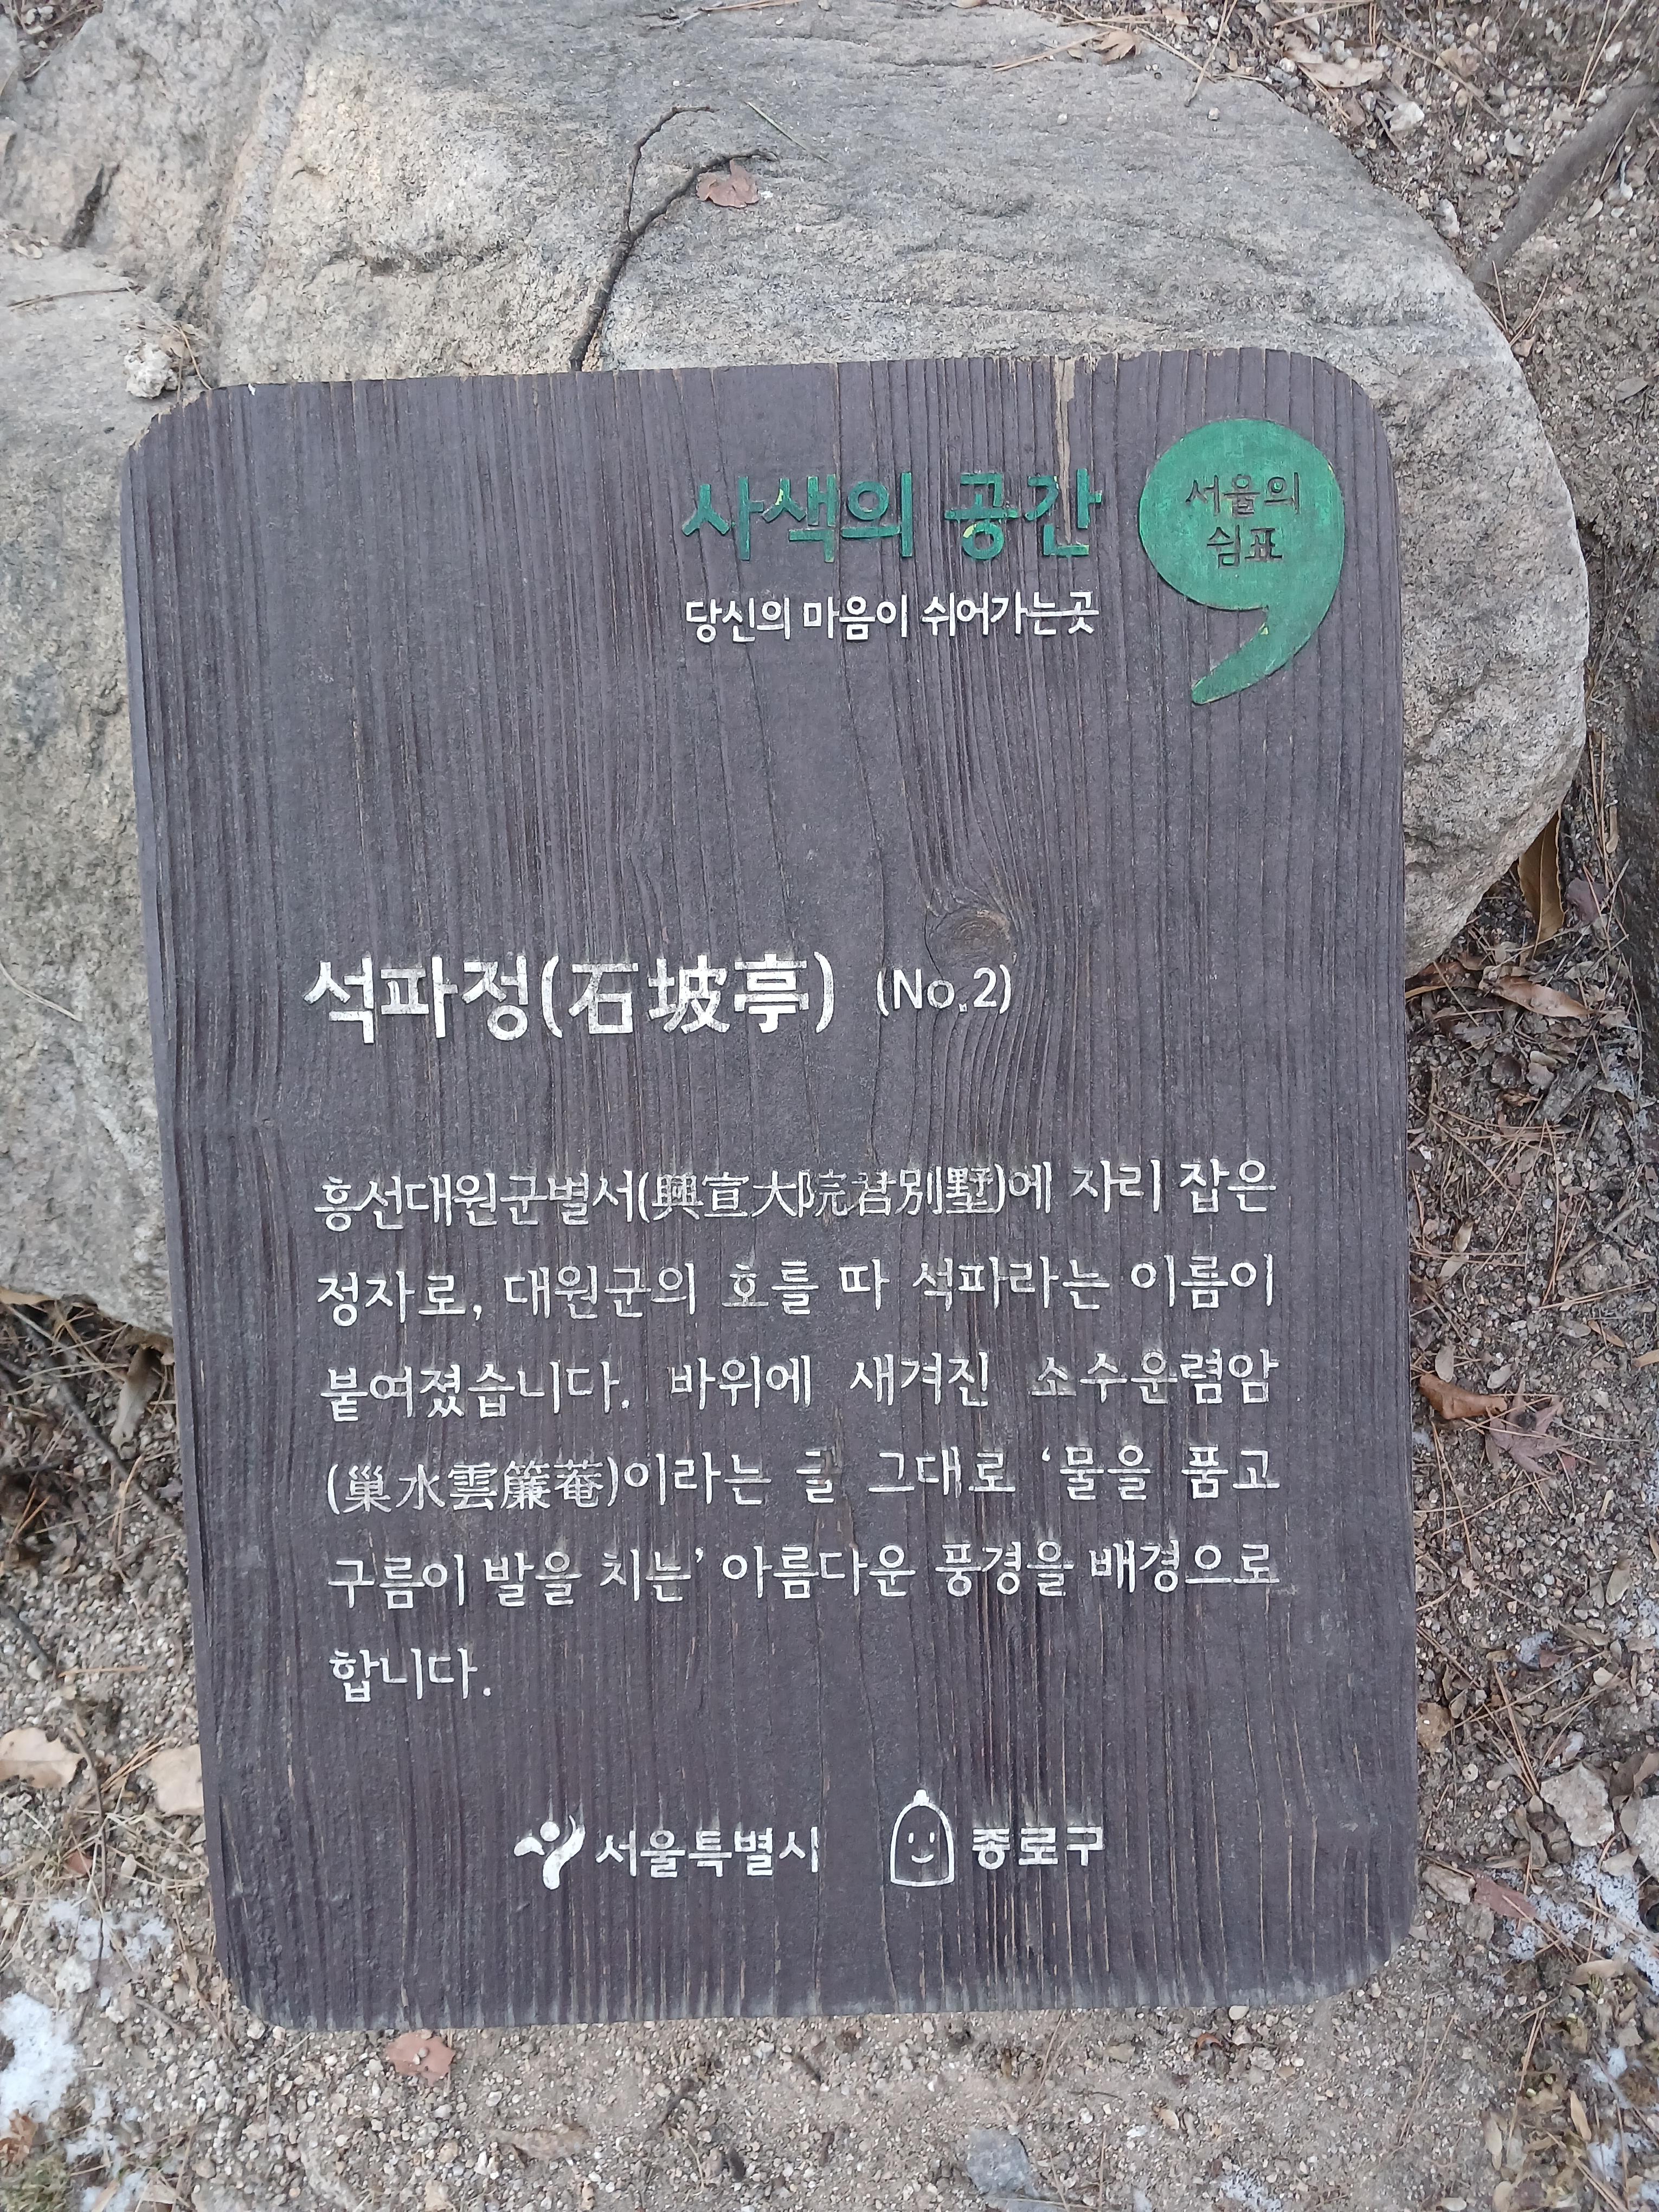 사색의 공간
서울의
쉼표
당신의 마음이 쉬어가는곳
석파정(石坡亭) (No.2)
흥선대원군별서(興宣大院君別墅)에 자리 잡은
정자로, 대원군의 호를 따 석파라는 이름이
붙여졌습니다. 바위에 새겨진 소수운렴암
(巢水雲簾菴)이라는 글 그대로 ‘물을 품고
구름이 발을 치는’ 아름다운 풍경을 배경으로
합니다.
서울특별시 종로구